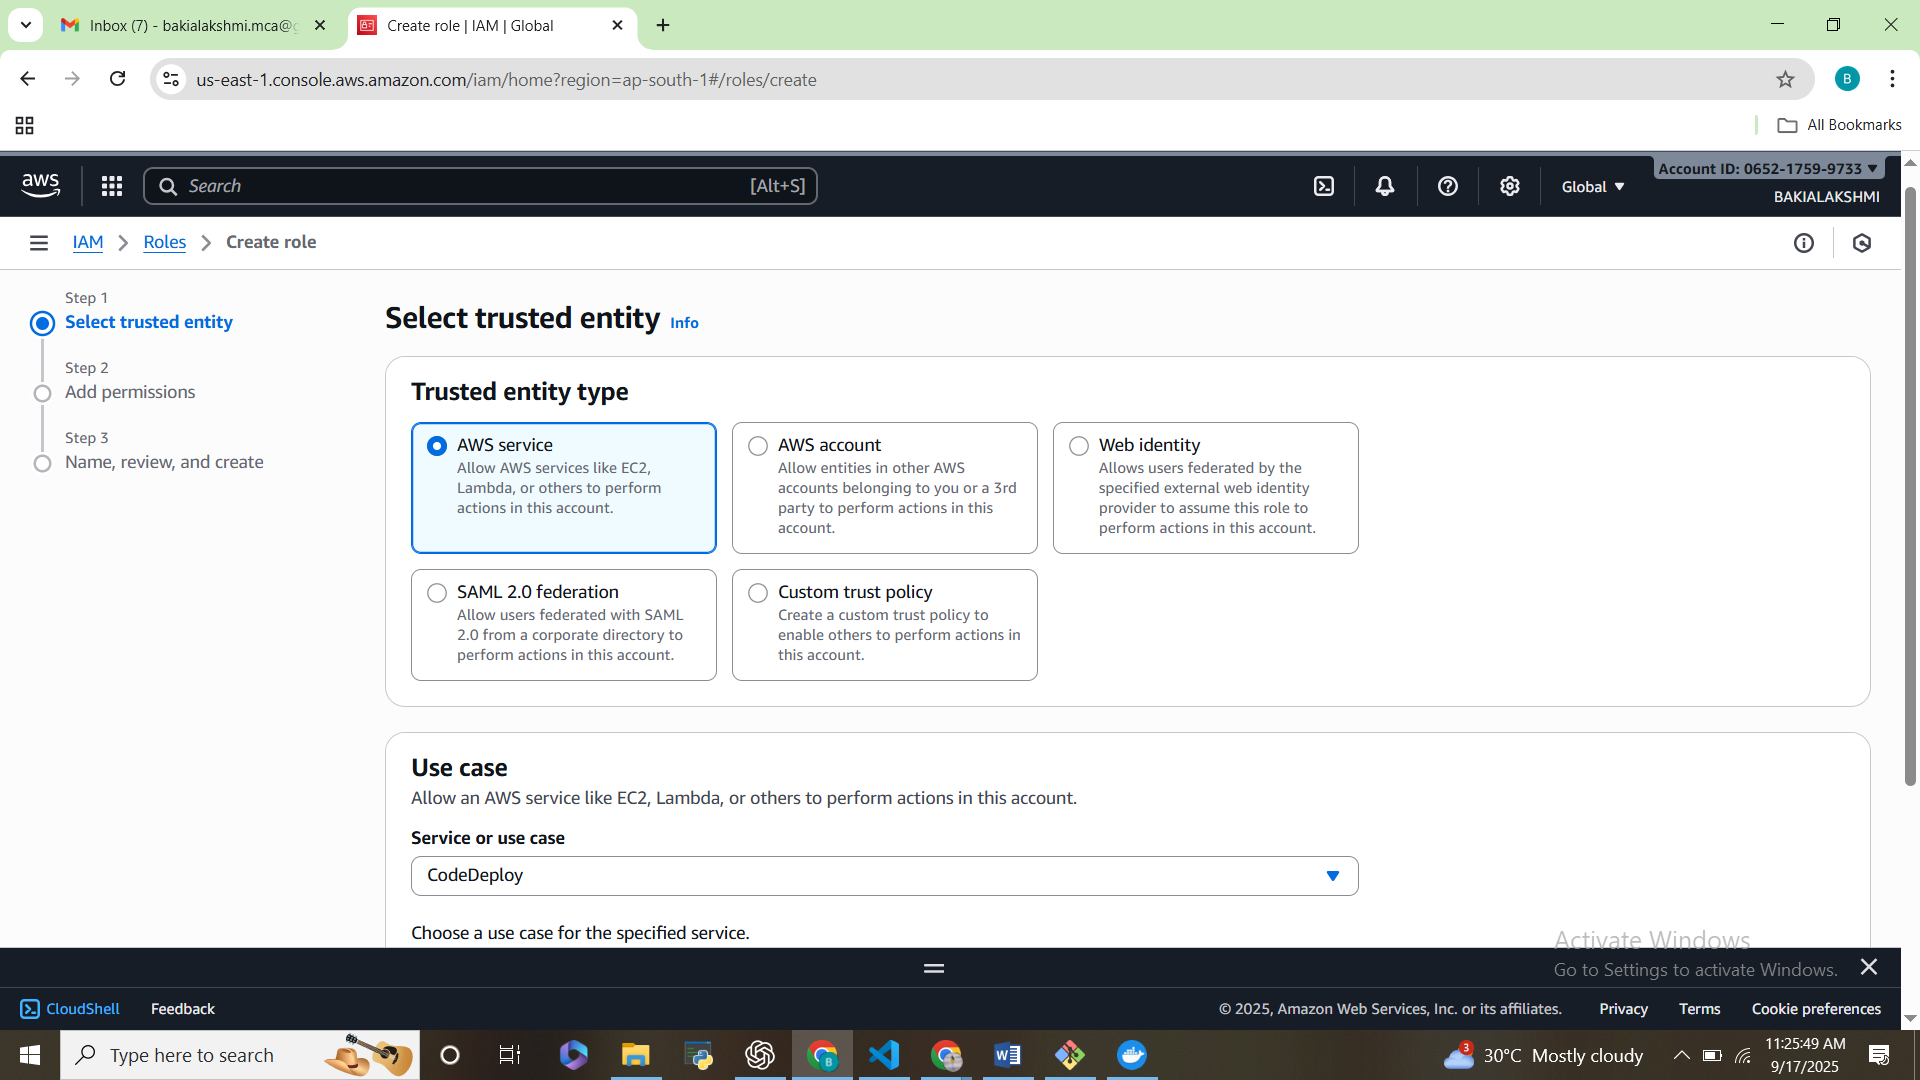 Inbox (7) - bakialakshmi.mca@
Create role | IAM | Global
us-east-1.console.aws.amazon.com/iam/home?region=ap-south-1#/roles/create
B
All Bookmarks
aws
Search
[Alt+S]
Global
Account ID: 0652-1759-9733
BAKIALAKSHMI
IAM
Roles
Create role
Step 1
Select trusted entity
Step 2
Add permissions
Step 3
Name, review, and create
Select trusted entity
Info
Trusted entity type
AWS service
Allow AWS services like EC2,
Lambda, or others to perform
actions in this account.
AWS account
Allow entities in other AWS
accounts belonging to you or a 3rd
party to perform actions in this
account.
Web identity
Allows users federated by the
specified external web identity
provider to assume this role to
perform actions in this account.
SAML 2.0 federation
Allow users federated with SAML
2.0 from a corporate directory to
perform actions in this account.
Custom trust policy
Create a custom trust policy to
enable others to perform actions in
this account.
Use case
Allow an AWS service like EC2, Lambda, or others to perform actions in this account.
Service or use case
CodeDeploy
Choose a use case for the specified service.
Activate Windows
Go to Settings to activate Windows.
CloudShell
Feedback
© 2025, Amazon Web Services, Inc. or its affiliates.
Privacy
Terms
Cookie preferences
Type here to search
B
W
3
30°C Mostly cloudy
11:25:49 AM
9/17/2025